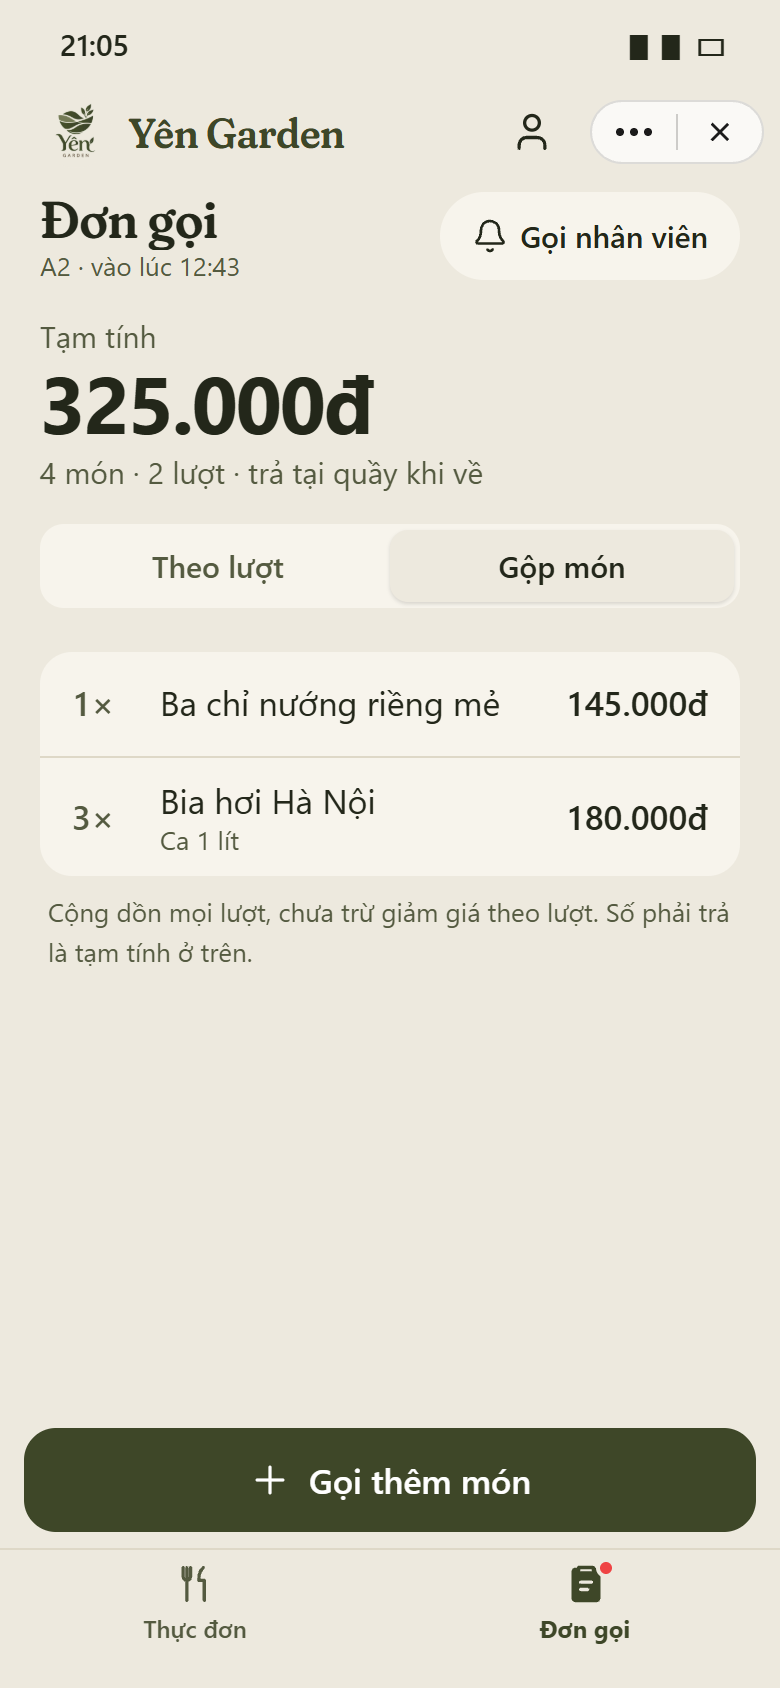 21:05
Yên
GARDEN
Yên Garden
Đơn gọi
Gọi nhân viên
A2 · vào lúc 12:43
Tạm tính
325.000đ
4 món · 2 lượt · trả tại quầy khi về
Theo lượt
Gộp món
1× Ba chỉ nướng riềng mẻ 145.000đ
3× Bia hơi Hà Nội 180.000đ
Ca 1 lít
Cộng dồn mọi lượt, chưa trừ giảm giá theo lượt. Số phải trả
là tạm tính ở trên.
Gọi thêm món
Thực đơn
Đơn gọi